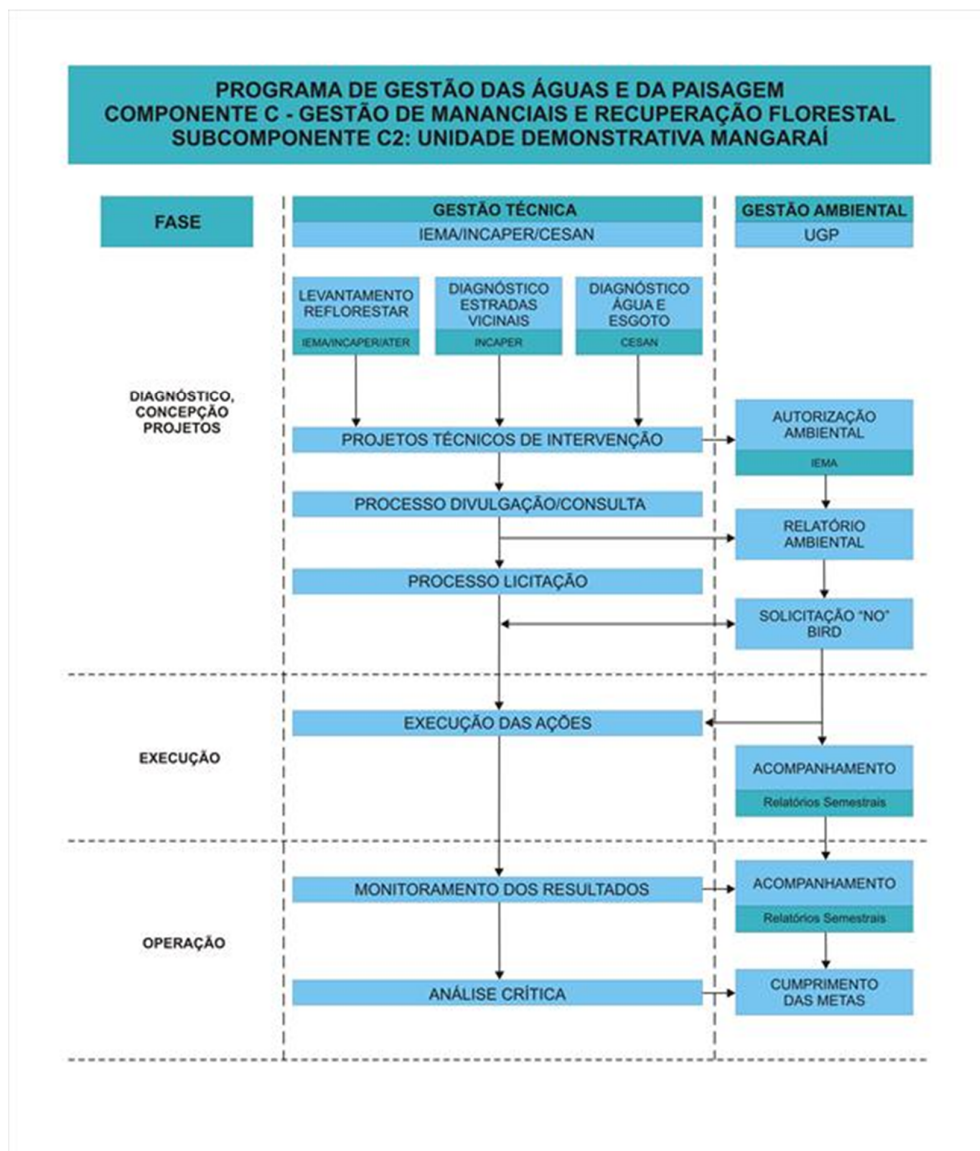 PROGRAMA DE GESTÃO DAS ÁGUAS E DA PAISAGEM
COMPONENTE C - GESTÃO DE MANANCIAIS E RECUPERAÇÃO FLORESTAL
SUBCOMPONENTE C2: UNIDADE DEMONSTRATIVA MANGARAÍ
FASE
GESTÃO TÉCNICA
IEMA/INCAPER/CESAN
GESTÃO AMBIENTAL
UGP
DIAGNÓSTICO,
CONCEPÇÃO
PROJETOS
LEVANTAMENTO
REFLORESTAR
IEMA/INCAPER/ATER
DIAGNÓSTICO
ESTRADAS
VICINAIS
INCAPER
DIAGNÓSTICO
ÁGUA E
ESGOTO
CESAN
PROJETOS TÉCNICOS DE INTERVENÇÃO
AUTORIZAÇÃO
AMBIENTAL
IEMA
PROCESSO DIVULGAÇÃO/CONSULTA
RELATÓRIO
AMBIENTAL
PROCESSO LICITAÇÃO
SOLICITAÇÃO “NO”
BIRD
EXECUÇÃO
EXECUÇÃO DAS AÇÕES
ACOMPANHAMENTO
Relatórios Semestrais
OPERAÇÃO
MONITORAMENTO DOS RESULTADOS
ACOMPANHAMENTO
Relatórios Semestrais
ANÁLISE CRÍTICA
CUMPRIMENTO
DAS METAS